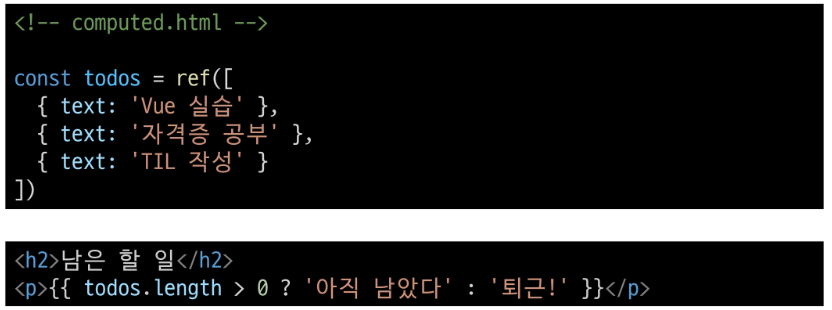 <!-- computed.html -->
const todos = ref([
  { text: 'Vue 실습' },
  { text: '자격증 공부' },
  { text: 'TIL 작성' }
])
<h2>남은 할 일</h2>
<p>{{ todos.length > 0 ? '아직 남았다' : '퇴근!' }}</p>